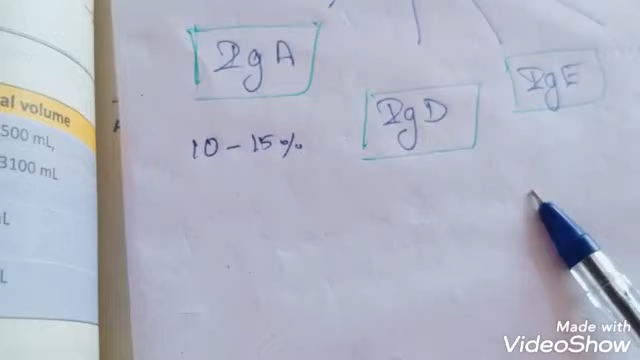 al volume
500 mL,
3100 mL
L
L
IgA
10-15%
IgD
IgE
Made with
VideoShow